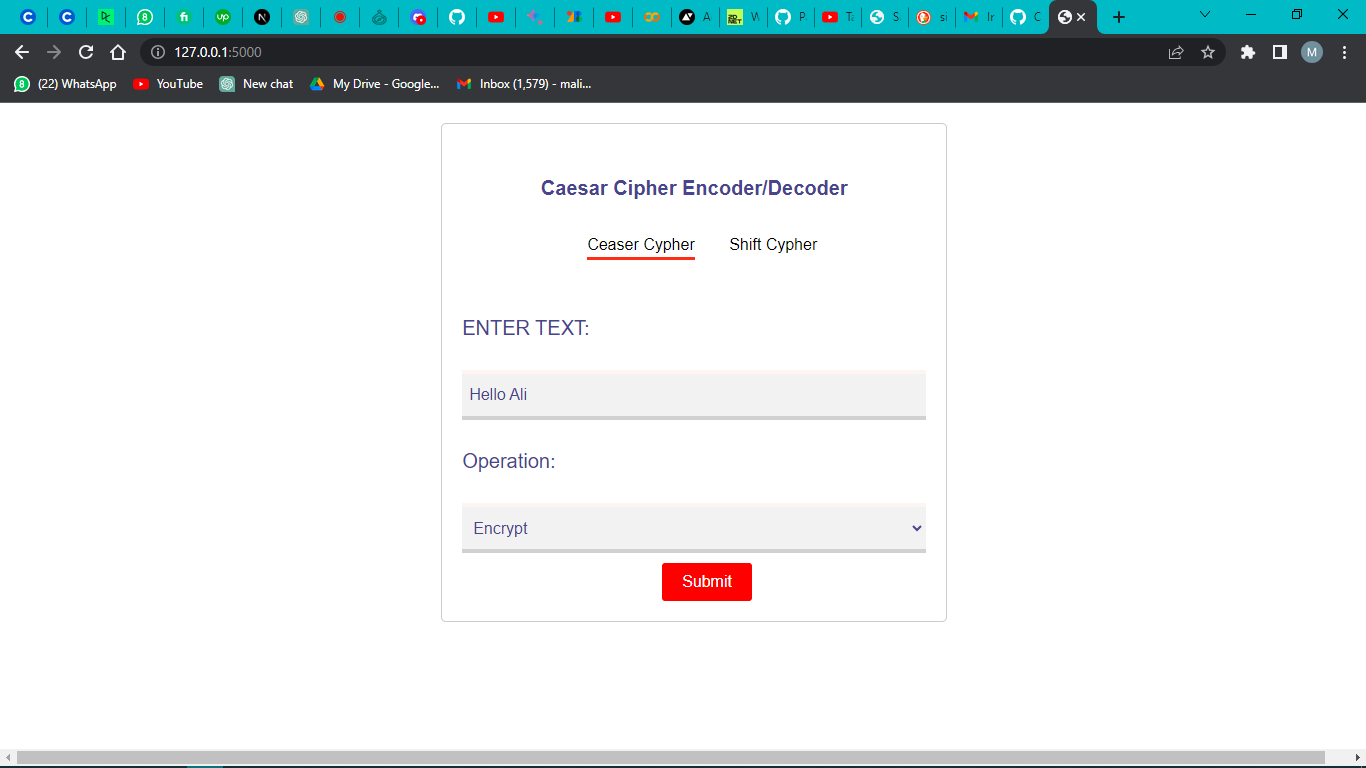 A
W
P
Ta
S
si
In
C
127.0.0.1:5000
M
(22) WhatsApp
YouTube
New chat
My Drive - Google...
Inbox (1,579) - mali...
Caesar Cipher Encoder/Decoder
Ceaser Cypher Shift Cypher
ENTER TEXT:
Hello Ali
Operation:
Encrypt
Submit